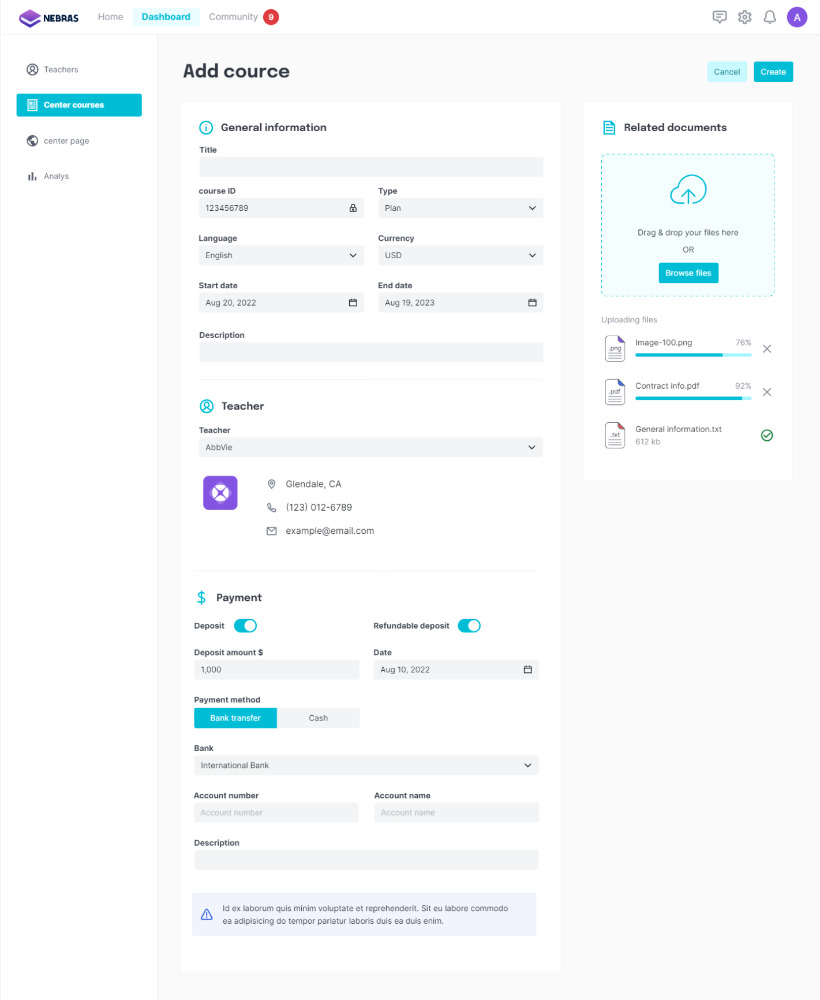 NEBRAS
Home
Dashboard
Community
9
A
Teachers
Center courses
center page
Analys
Add cource
Cancel
Create
General information
Title
course ID
Type
123456789
Plan
Language
Currency
English
USD
Start date
End date
Aug 20, 2022
Aug 19, 2023
Description
Teacher
Teacher
AbbVie
Glendale, CA
(123) 012-6789
example@email.com
$ Payment
Deposit
Refundable deposit
Deposit amount $
Date
1,000
Aug 10, 2022
Payment method
Bank transfer
Cash
Bank
International Bank
Account number
Account name
Account number
Account name
Description
Id ex laborum quis minim voluptate et reprehenderit. Sit eu labore commodo
ea adipisicing do tempor pariatur laboris duis ea duis enim.
Related documents
Drag & drop your files here
OR
Browse files
Uploading files
.png
Image-100.png
76%
.pdf
Contract info.pdf
92%
.txt
General information.txt
612 kb